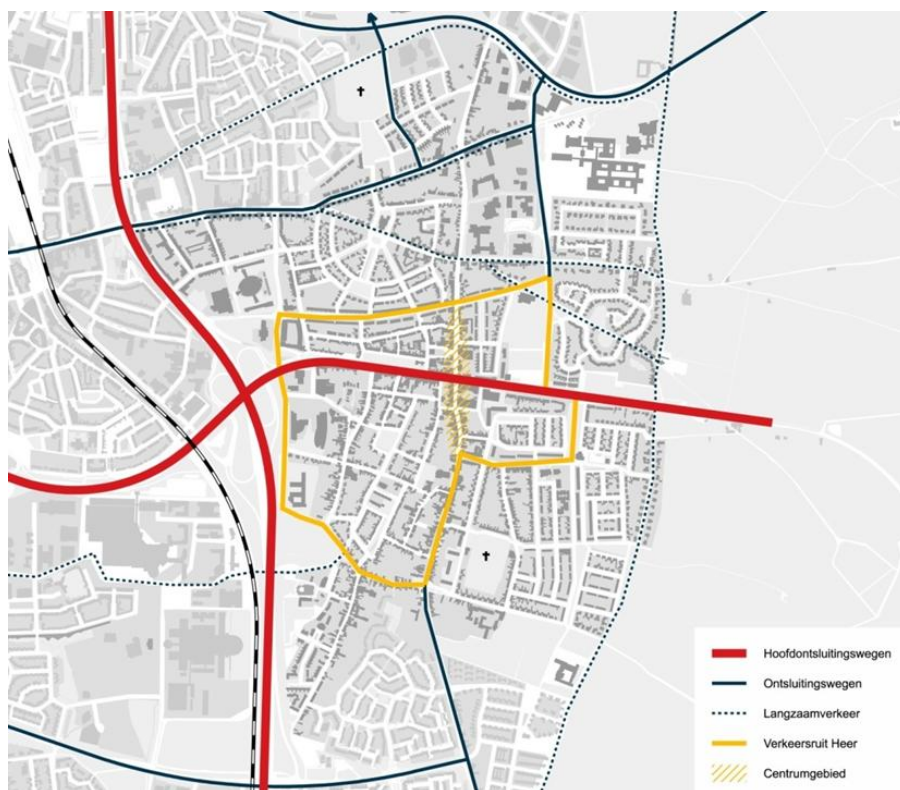 Hoofdontsluitingswegen
Ontsluitingswegen
Langzaamverkeer
Verkeersruit Heer
Centrumgebied